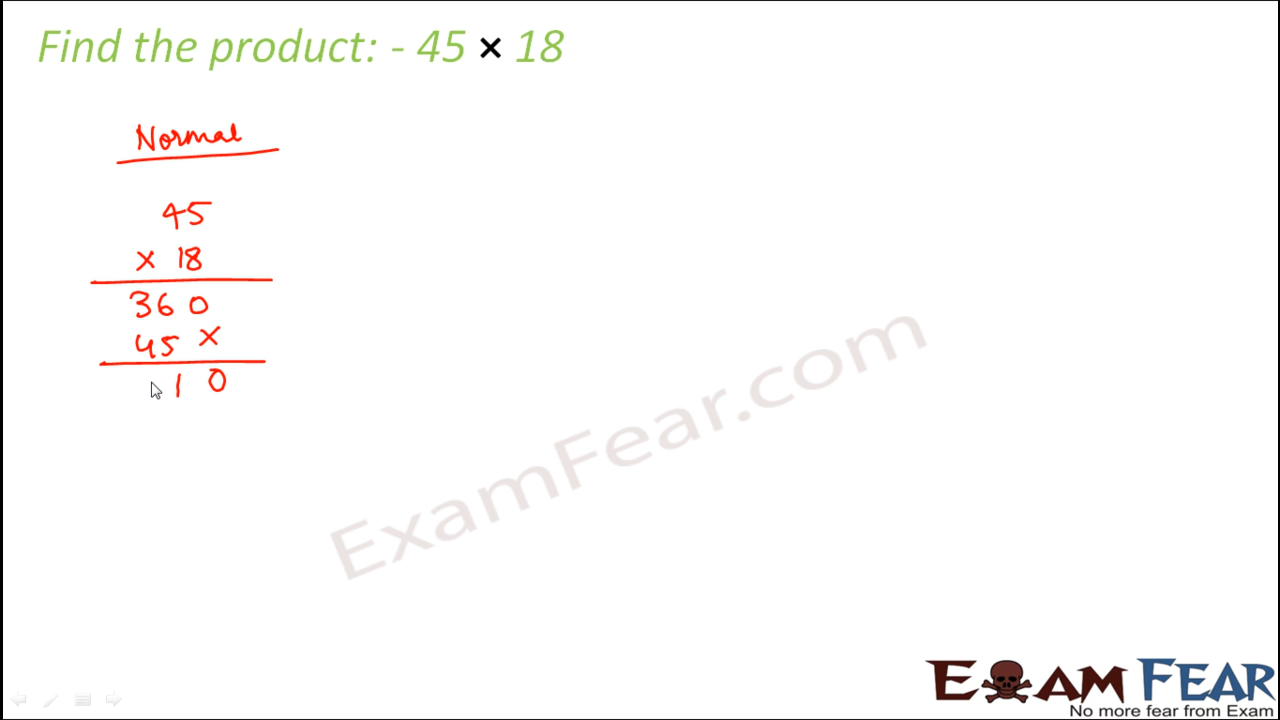 Find the product: - 45 × 18
Normal
45
× 18
360
45 ×
1 0
ExamFear.com
EXAMFEAR
No more fear from Exam